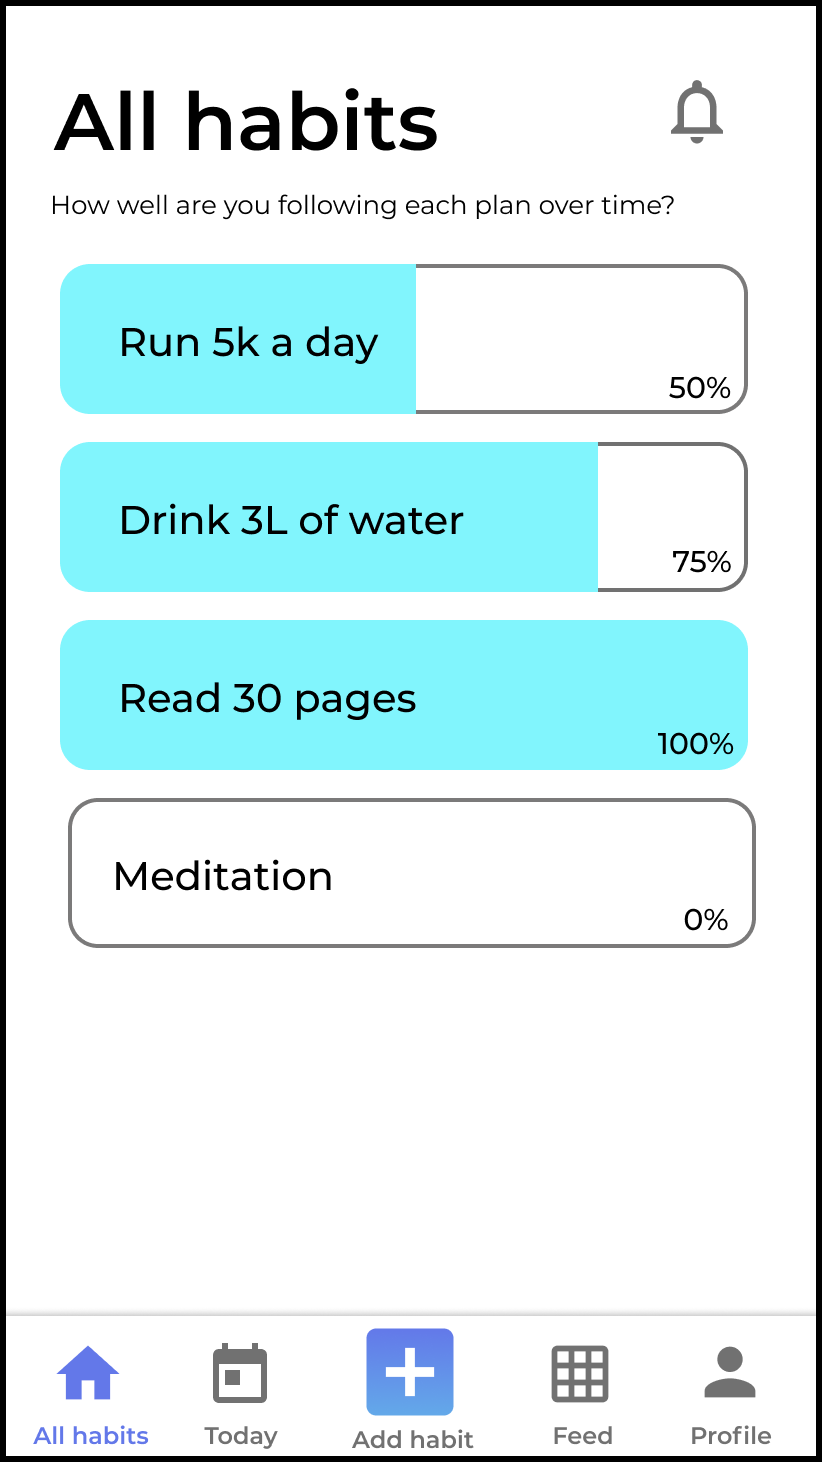 All habits
How well are you following each plan over time?
Run 5k a day
50%
Drink 3L of water
75%
Read 30 pages
100%
Meditation
0%
All habits
Today
Add habit
Feed
Profile